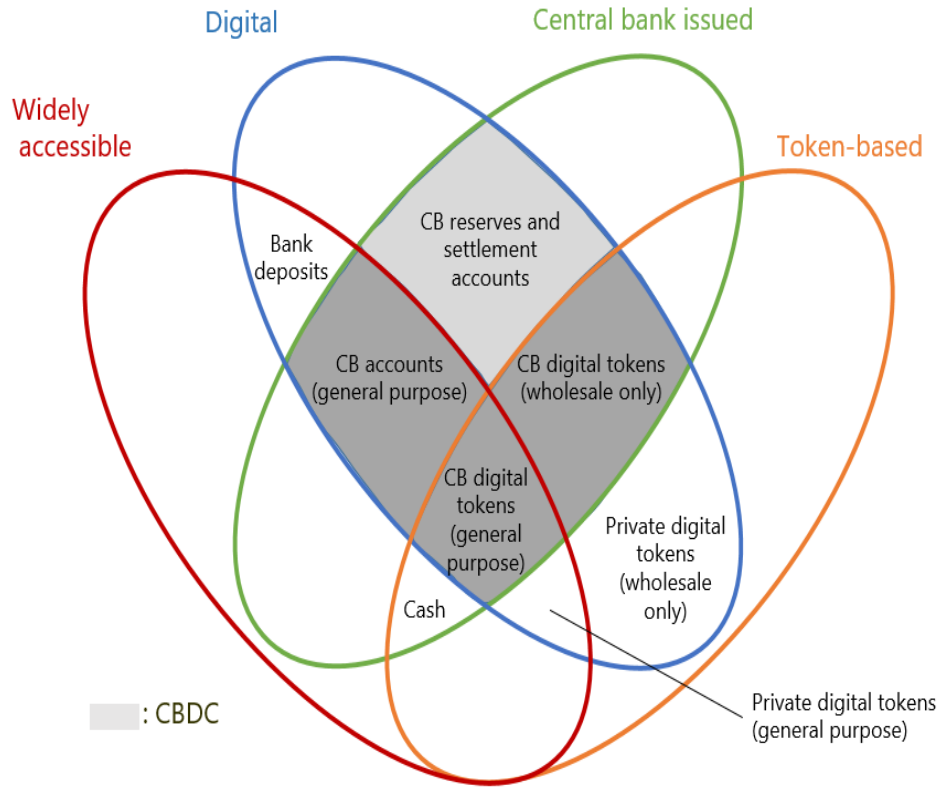 Digital
Central bank issued
Widely
accessible
Token-based
CB reserves and
settlement
accounts
Bank
deposits
CB accounts
(general purpose)
CB digital tokens
(wholesale only)
CB digital
tokens
(general
purpose)
Private digital
tokens
(wholesale
only)
Cash
Private digital tokens
(general purpose)
: CBDC